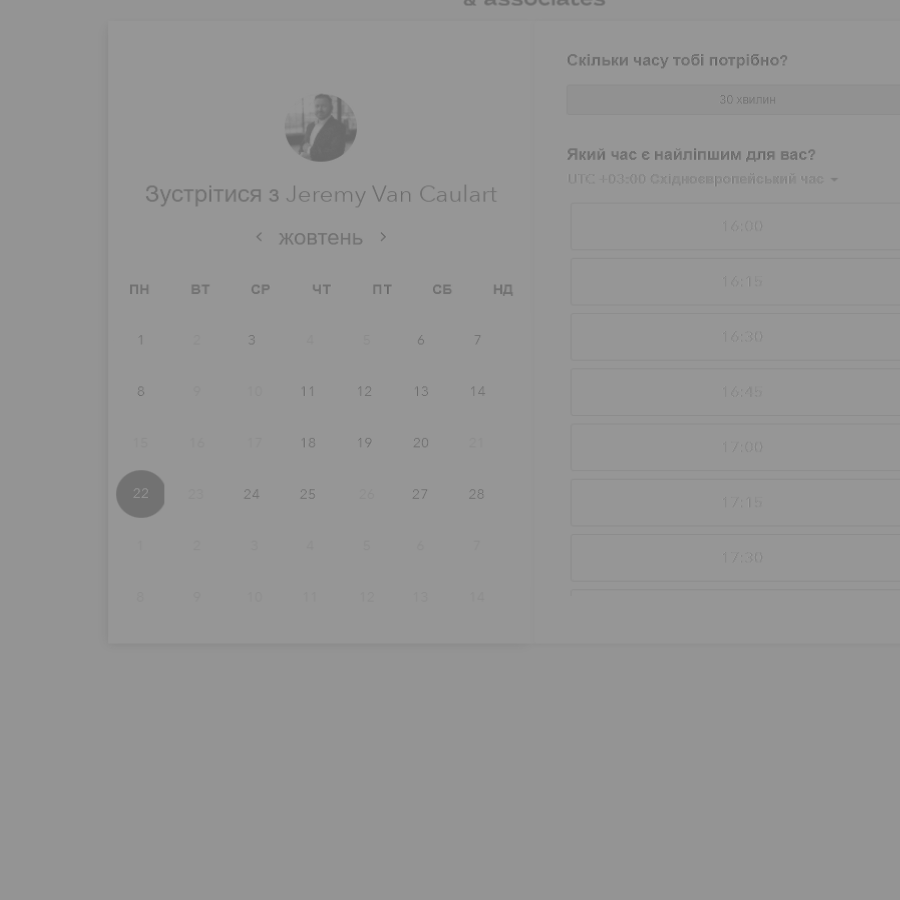 & associates
Зустрітися з Jeremy Van Caulart
жовтень
ПН ВТ СР ЧТ ПТ СБ НД
1 2 3 4 5 6 7
8 9 10 11 12 13 14
15 16 17 18 19 20 21
22 23 24 25 26 27 28
1 2 3 4 5 6 7
8 9 10 11 12 13 14
Скільки часу тобі потрібно?
30 хвилин
Який час є найліпшим для вас?
UTC +03:00 Східноєвропейський час
16:00
16:15
16:30
16:45
17:00
17:15
17:30